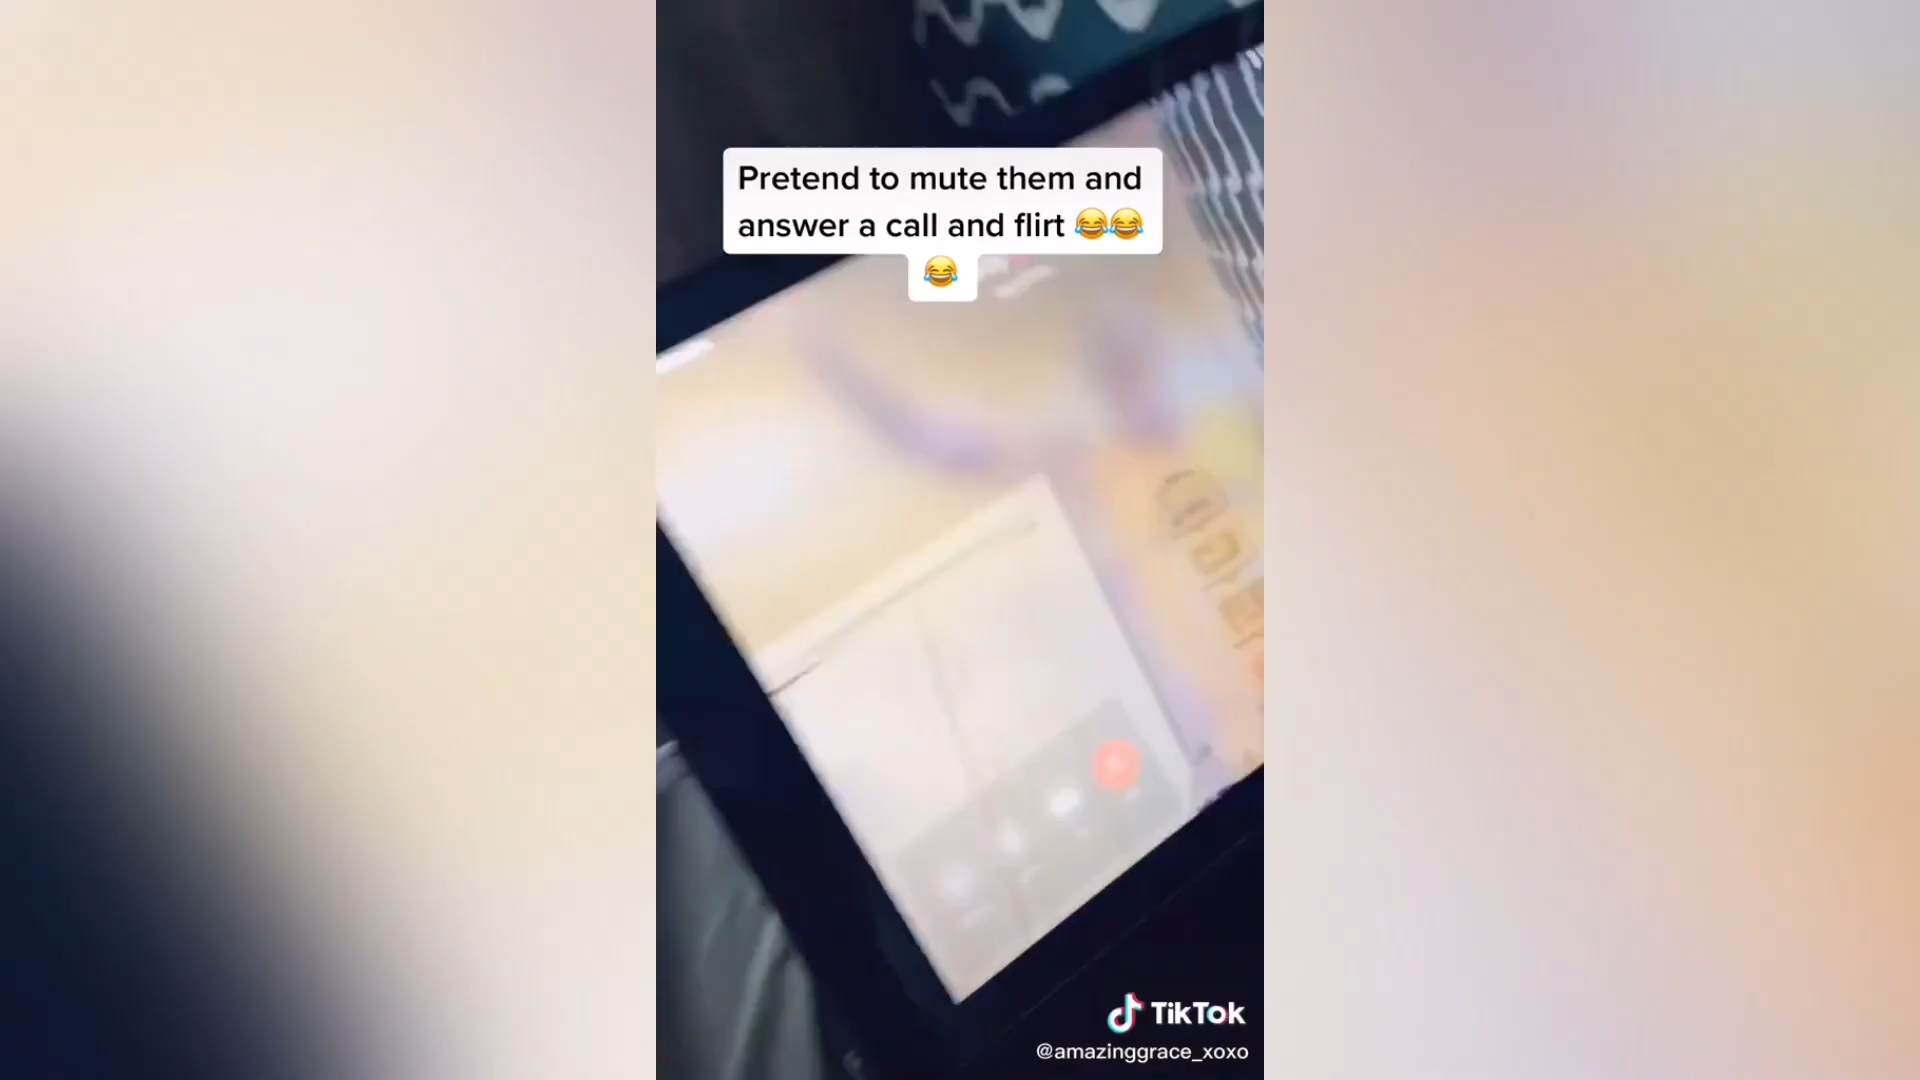 Pretend to mute them and
answer a call and flirt 😂😂
😂
TikTok
@amazinggrace_xoxo